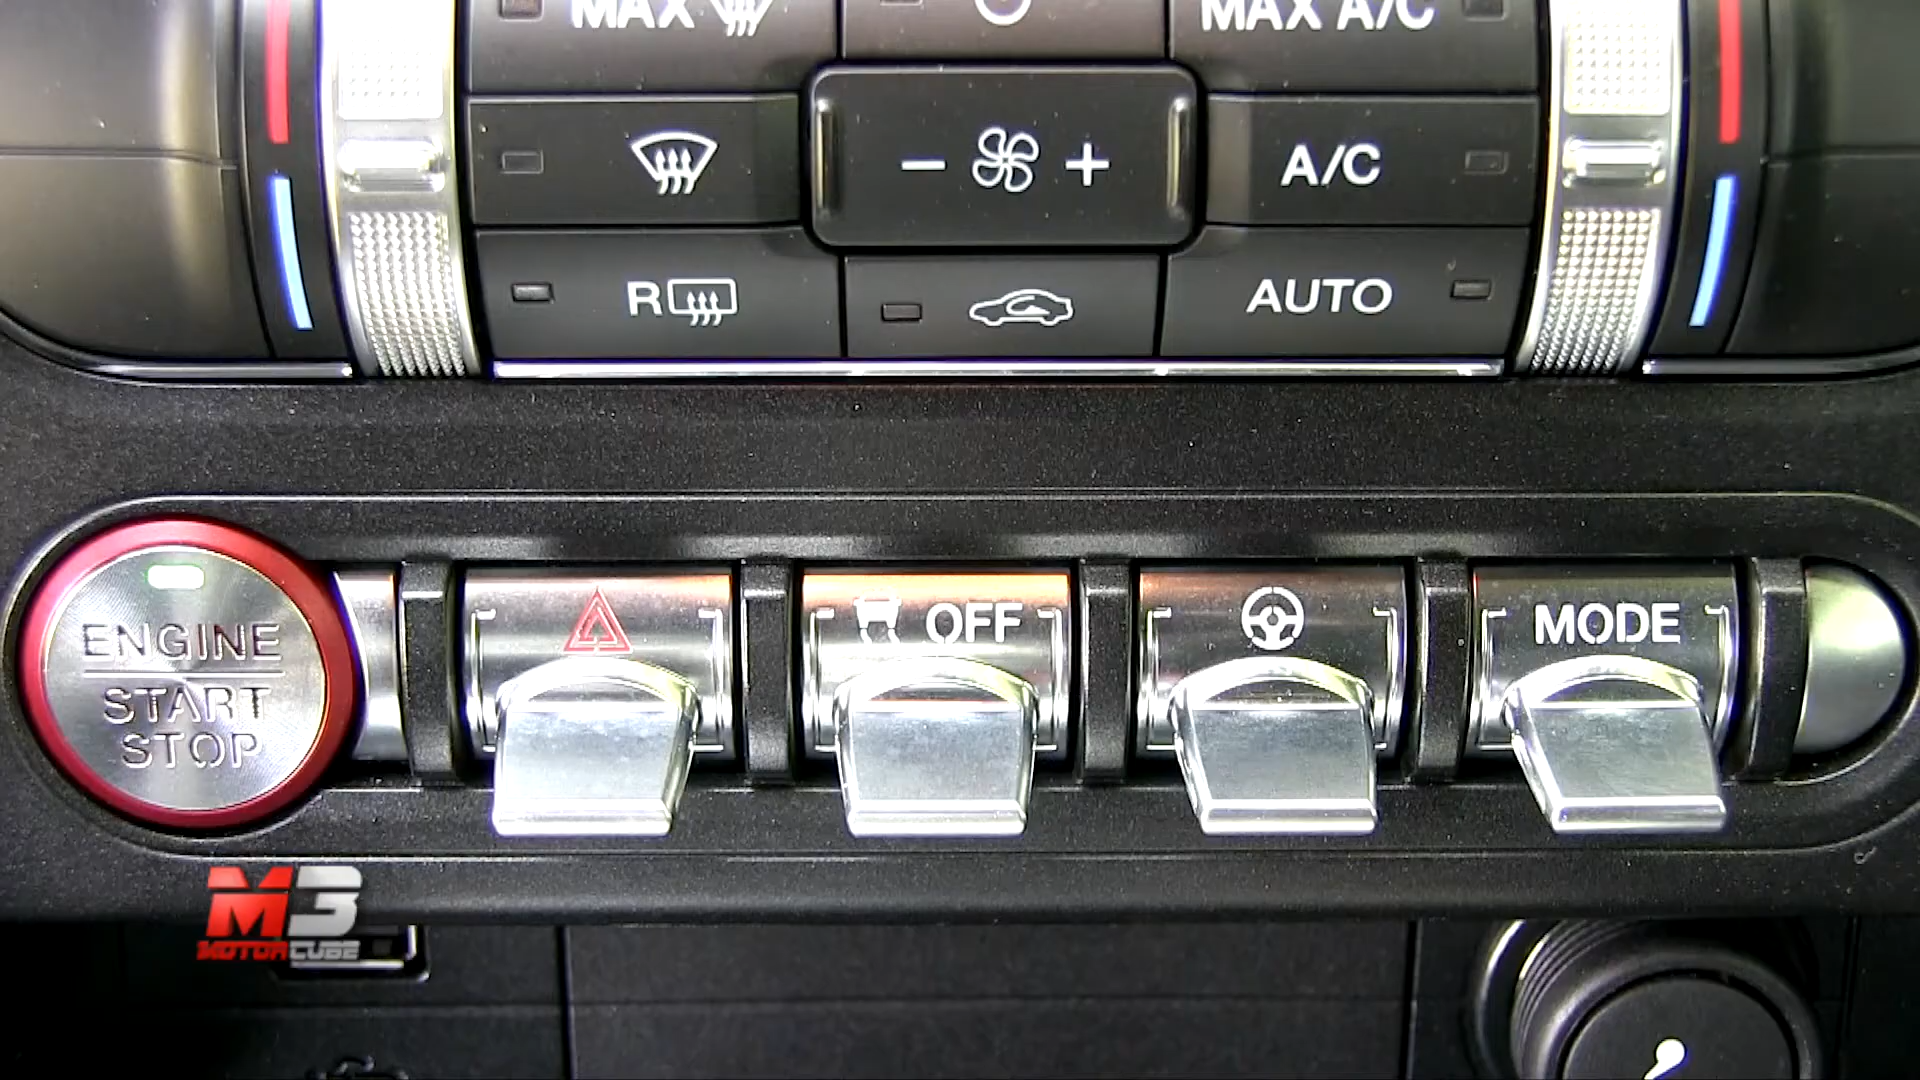 MAX
MAX A/C
A/C
R
AUTO
ENGINE
START
STOP
OFF
MODE
M3
MOTORCUBE